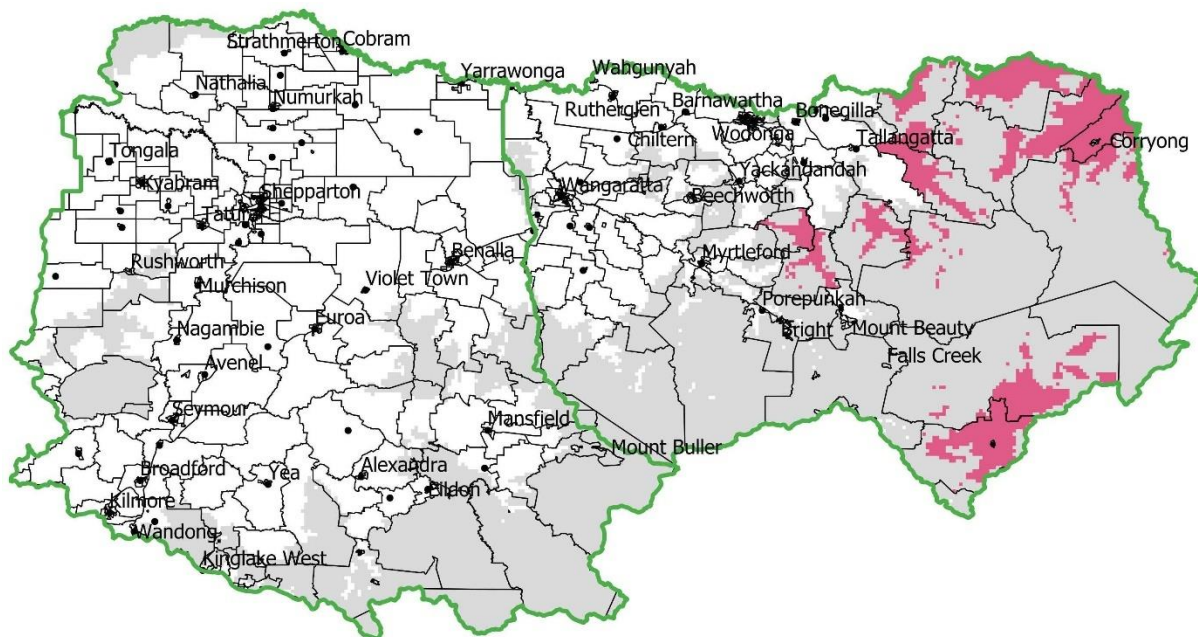 Strathmerton
Cobram
Nathalia
Numurkah
Yarrawonga
Wahgunyah
Rutherglen
Barnawartha
Bonegilla
Chiltern
Wodonga
Tallangatta
Corryong
Tongala
Kyabram
Shepparton
Tatura
Wangaratta
Yackandandah
Beechworth
Rushworth
Murchison
Violet Town
Benalla
Myrtleford
Porepunkah
Bright
Mount Beauty
Falls Creek
Nagambie
Euroa
Avenel
Seymour
Mansfield
Mount Buller
Broadford
Yea
Alexandra
Eildon
Kilmore
Wandong
Kinglake West